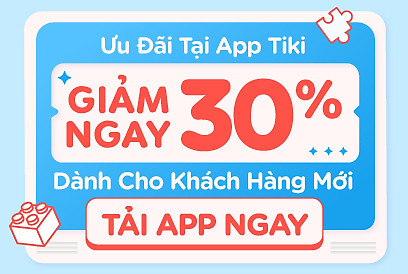 Ưu Đãi Tại App Tiki
GIẢM
NGAY 30%
Dành Cho Khách Hàng Mới
TẢI APP NGAY